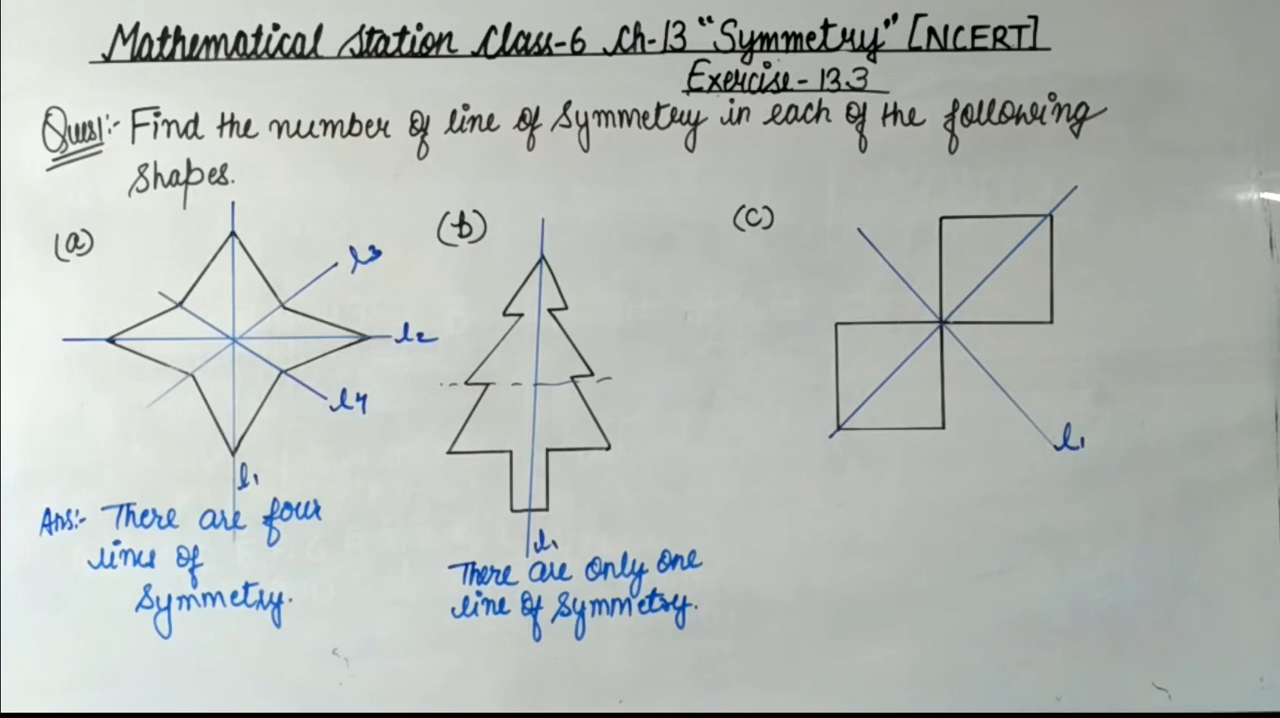 Mathematical Station Class-6 Ch-13 "Symmetry" [NCERT]
Exercise-13.3
Ques1:- Find the number of line of Symmetry in each of the following
Shapes.
(a)
(b)
(c)
l3
l2
l4
l1
l1
l1
Ans:- There are four
lines of
Symmetry.
There are only one
line of Symmetry.